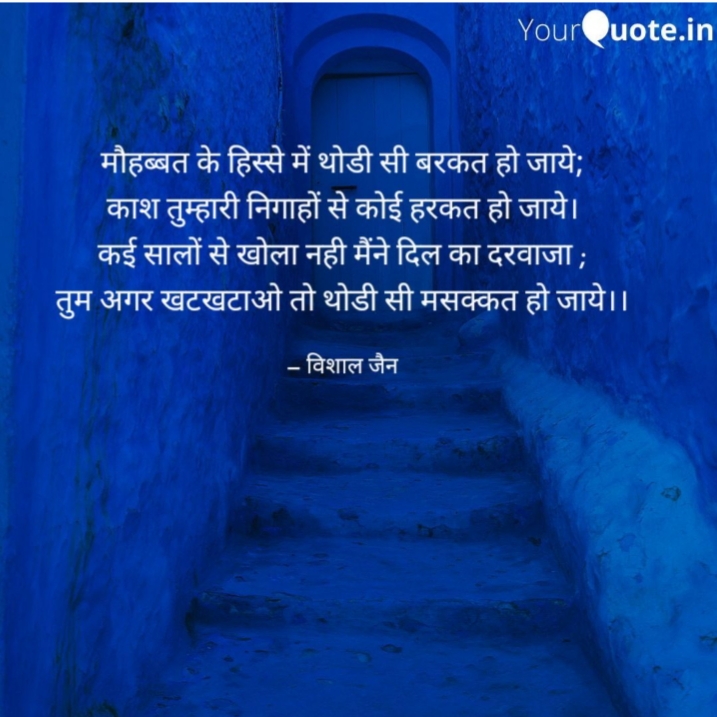 YourQuote.in
मौहब्बत के हिस्से में थोडी सी बरकत हो जाये;
काश तुम्हारी निगाहों से कोई हरकत हो जाये।
कई सालों से खोला नही मैंने दिल का दरवाजा ;
तुम अगर खटखटाओ तो थोडी सी मसक्कत हो जाये।।
– विशाल जैन